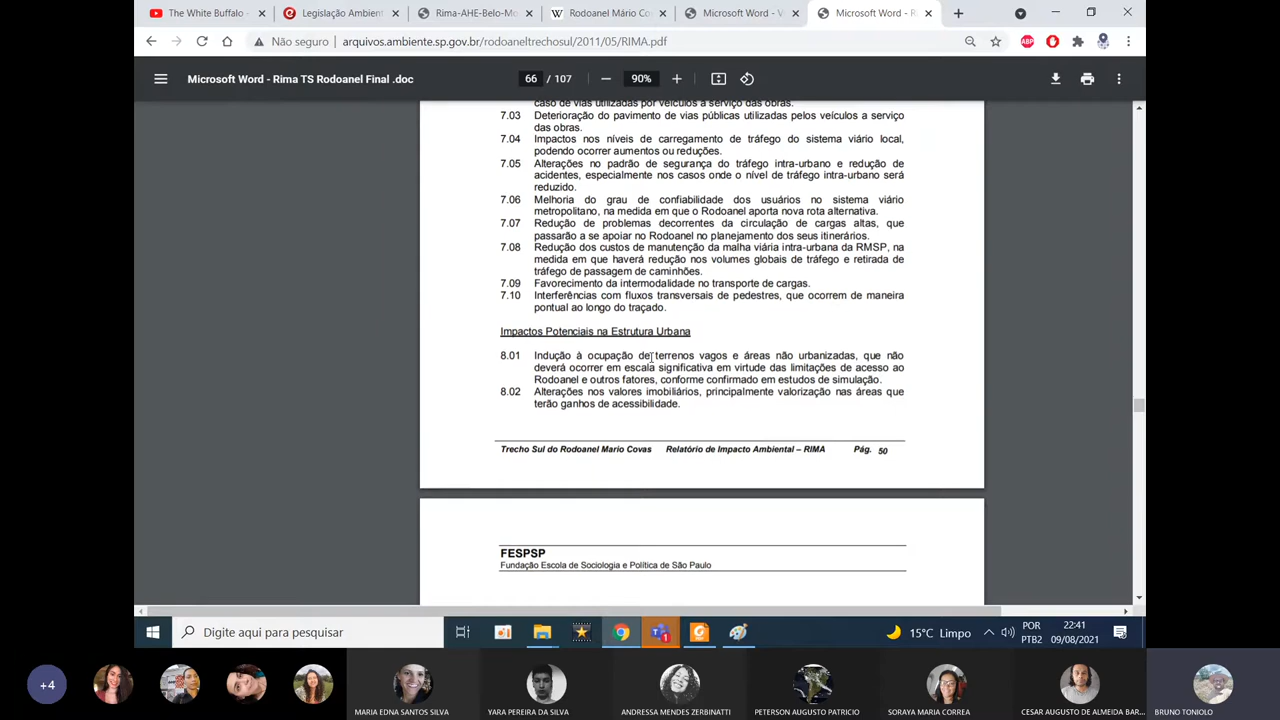 The White Buffalo -
Legislação Ambient
Rima-AHE-Belo-Mo
Rodoanel Mário Co
Microsoft Word - V
Microsoft Word - R
Não seguro
arquivos.ambiente.sp.gov.br/rodoaneltrechosul/2011/05/RIMA.pdf
ABP
Microsoft Word - Rima TS Rodoanel Final .doc
66 / 107
90%
caso de vias utilizadas por veículos a serviço das obras.
7.03 Deterioração do pavimento de vias públicas utilizadas pelos veículos a serviço
das obras.
7.04 Impactos nos níveis de carregamento de tráfego do sistema viário local,
podendo ocorrer aumentos ou reduções.
7.05 Alterações no padrão de segurança do tráfego intra-urbano e redução de
acidentes, especialmente nos casos onde o nível de tráfego intra-urbano será
reduzido.
7.06 Melhoria do grau de confiabilidade dos usuários no sistema viário
metropolitano, na medida em que o Rodoanel aporta nova rota alternativa.
7.07 Redução de problemas decorrentes da circulação de cargas altas, que
passarão a se apoiar no Rodoanel no planejamento dos seus itinerários.
7.08 Redução dos custos de manutenção da malha viária intra-urbana da RMSP, na
medida em que haverá redução nos volumes globais de tráfego e retirada de
tráfego de passagem de caminhões.
7.09 Favorecimento da intermodalidade no transporte de cargas.
7.10 Interferências com fluxos transversais de pedestres, que ocorrem de maneira
pontual ao longo do traçado.
Impactos Potenciais na Estrutura Urbana
8.01 Indução à ocupação de terrenos vagos e áreas não urbanizadas, que não
deverá ocorrer em escala significativa em virtude das limitações de acesso ao
Rodoanel e outros fatores, conforme confirmado em estudos de simulação.
8.02 Alterações nos valores imobiliários, principalmente valorização nas áreas que
terão ganhos de acessibilidade.
Trecho Sul do Rodoanel Mario Covas Relatório de Impacto Ambiental – RIMA Pág. 50
FESPSP
Fundação Escola de Sociologia e Política de São Paulo
Digite aqui para pesquisar
1
15°C Limpo
POR
PTB2
22:41
09/08/2021
+4
MARIA EDNA SANTOS SILVA
YARA PEREIRA DA SILVA
ANDRESSA MENDES ZERBINATTI
PETERSON AUGUSTO PATRICIO
SORAYA MARIA CORREA
CESAR AUGUSTO DE ALMEIDA BAR...
BRUNO TONIOLO